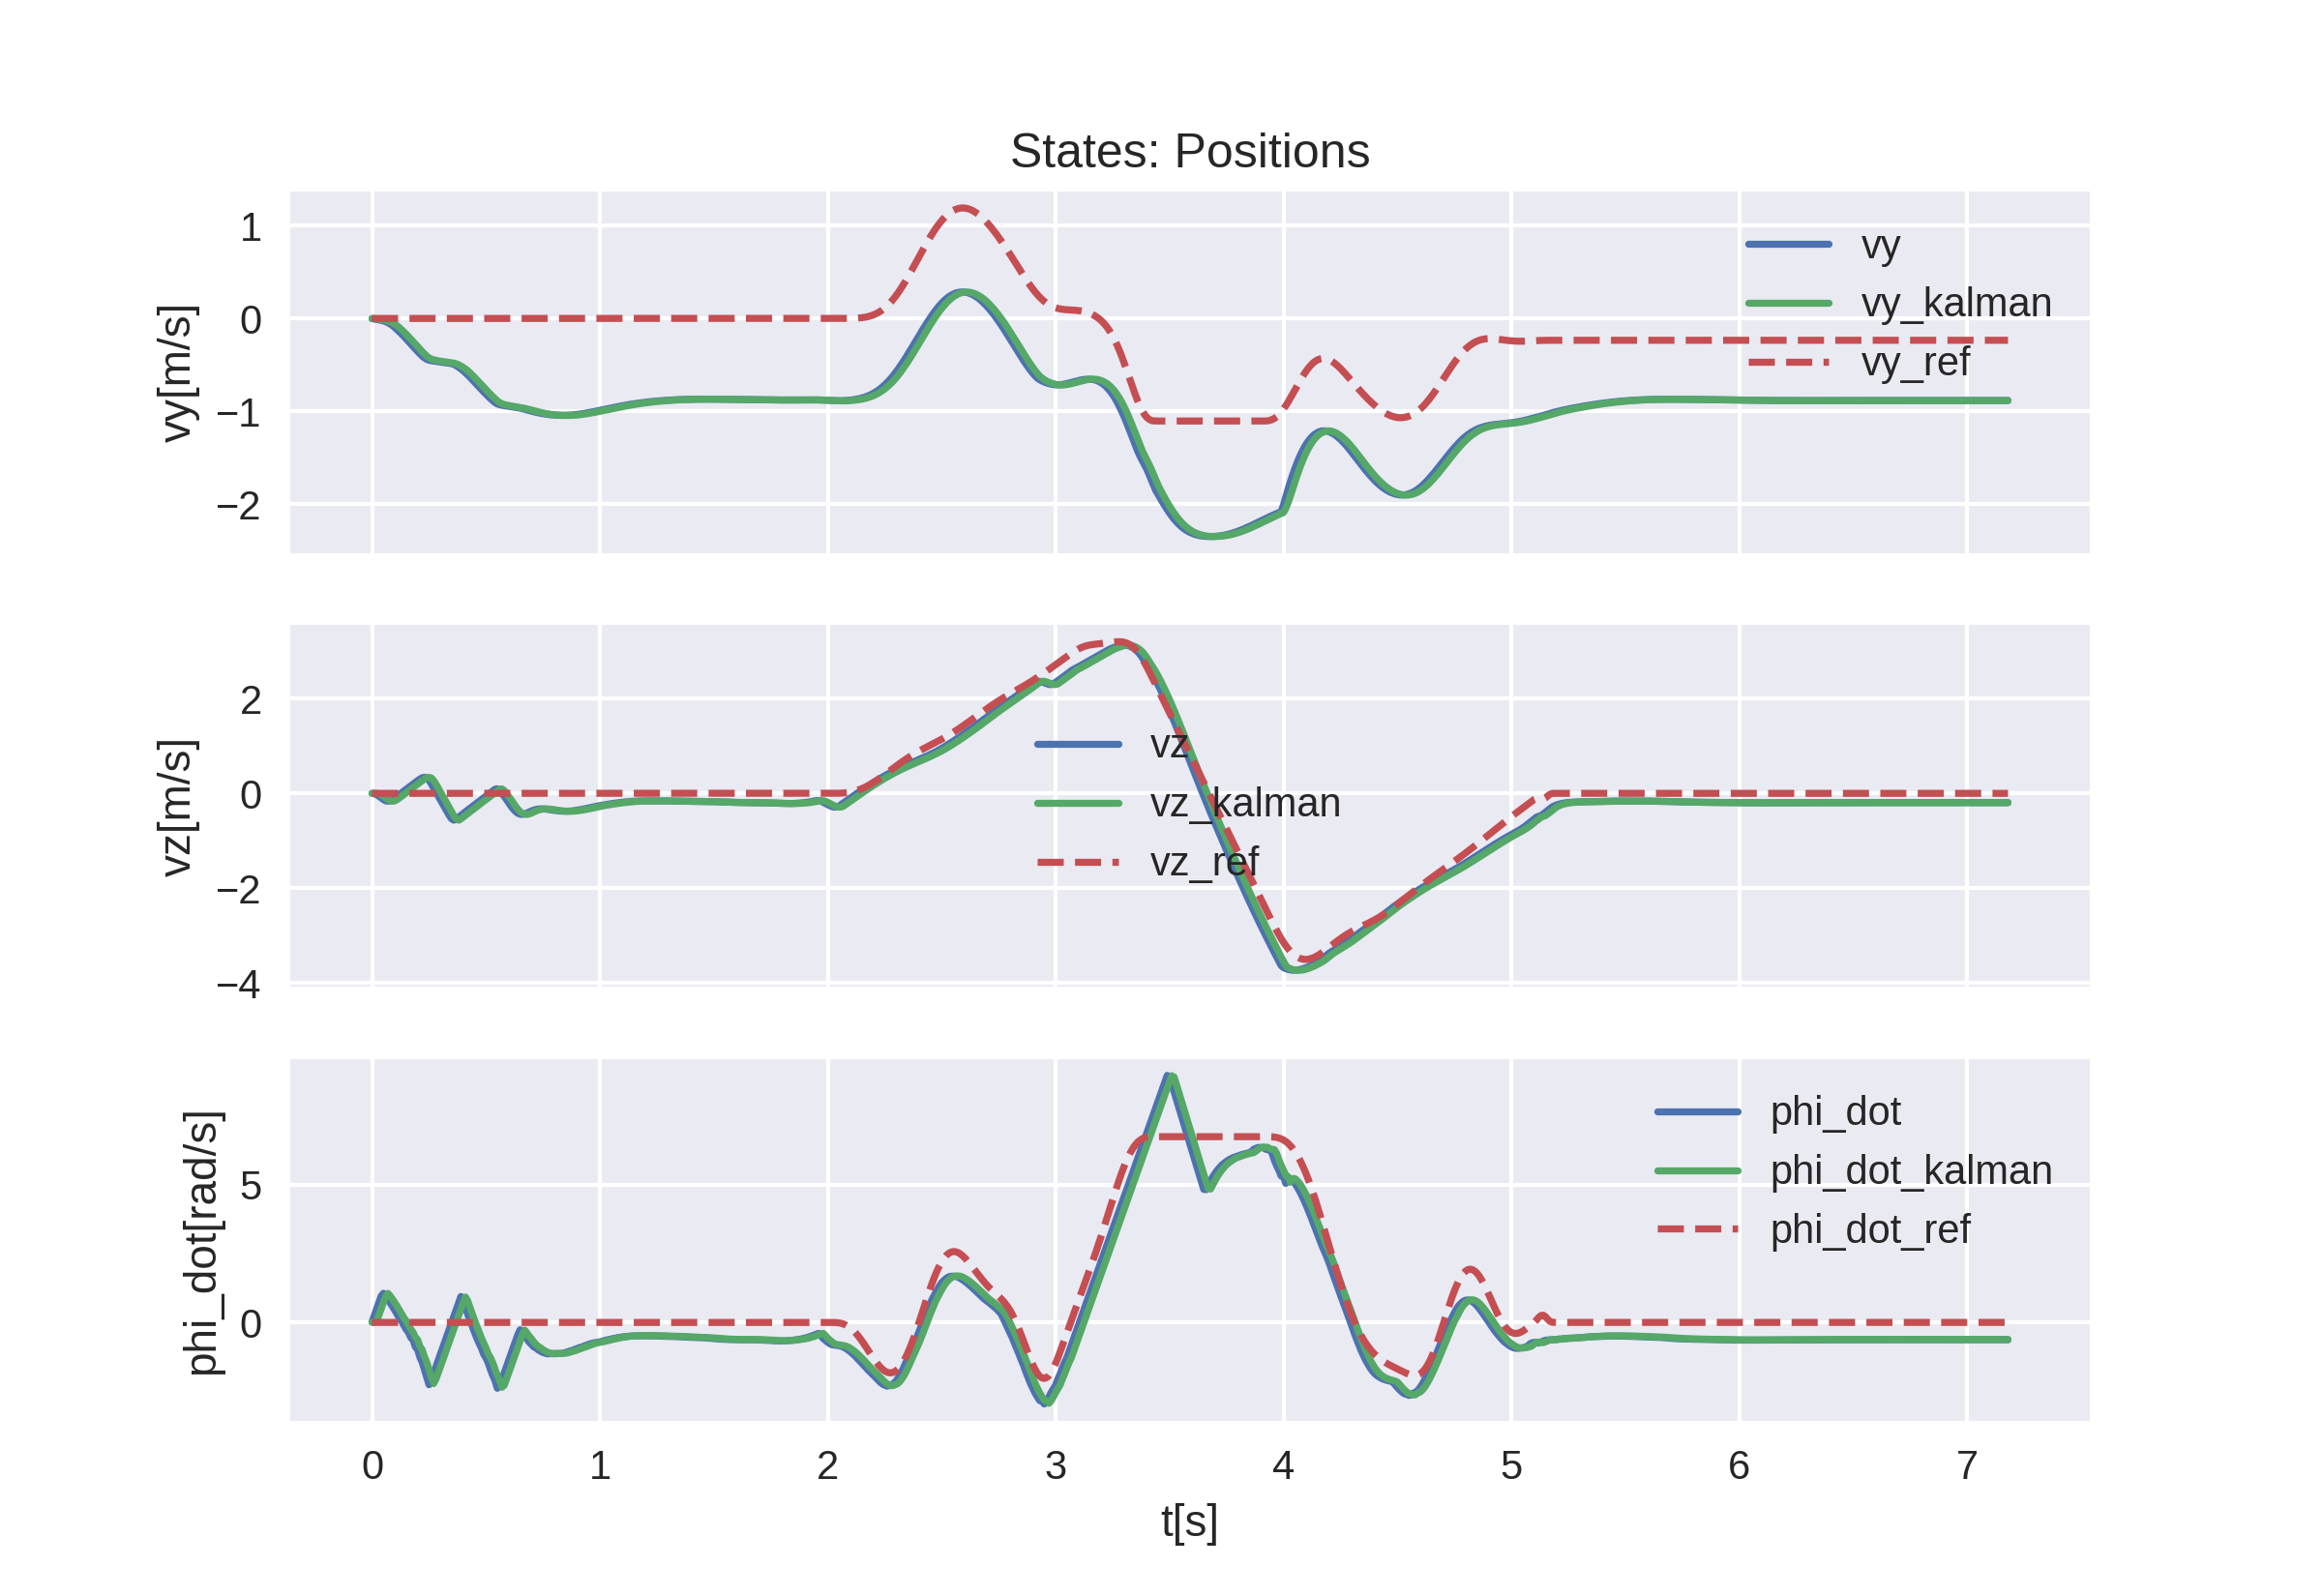 States: Positions
1
0
−1
−2
vy[m/s]
vy
vy_kalman
vy_ref
2
0
−2
−4
vz[m/s]
vz
vz_kalman
vz_ref
5
0
phi_dot[rad/s]
phi_dot
phi_dot_kalman
phi_dot_ref
0 1 2 3 4 5 6 7
t[s]